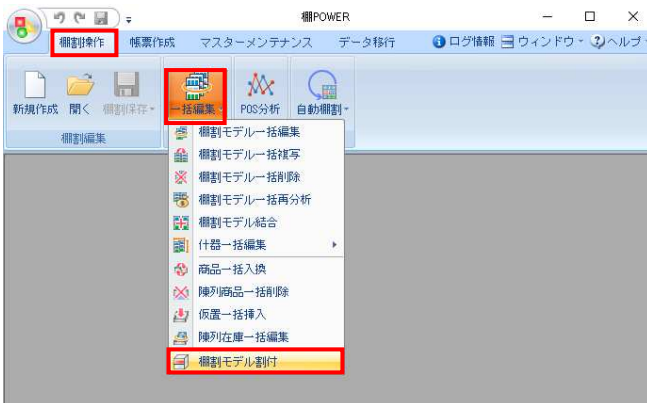 棚POWER
棚割操作 帳票作成 マスターメンテナンス データ移行 ログ情報 ウィンドウ ヘルプ
新規作成 開く 棚割保存 一括編集 POS分析 自動棚割
棚割編集
棚割モデル一括編集
棚割モデル一括複写
棚割モデル一括削除
棚割モデル一括再分析
棚割モデル結合
什器一括編集
商品一括入換
陳列商品一括削除
仮置一括挿入
陳列在庫一括編集
棚割モデル割付